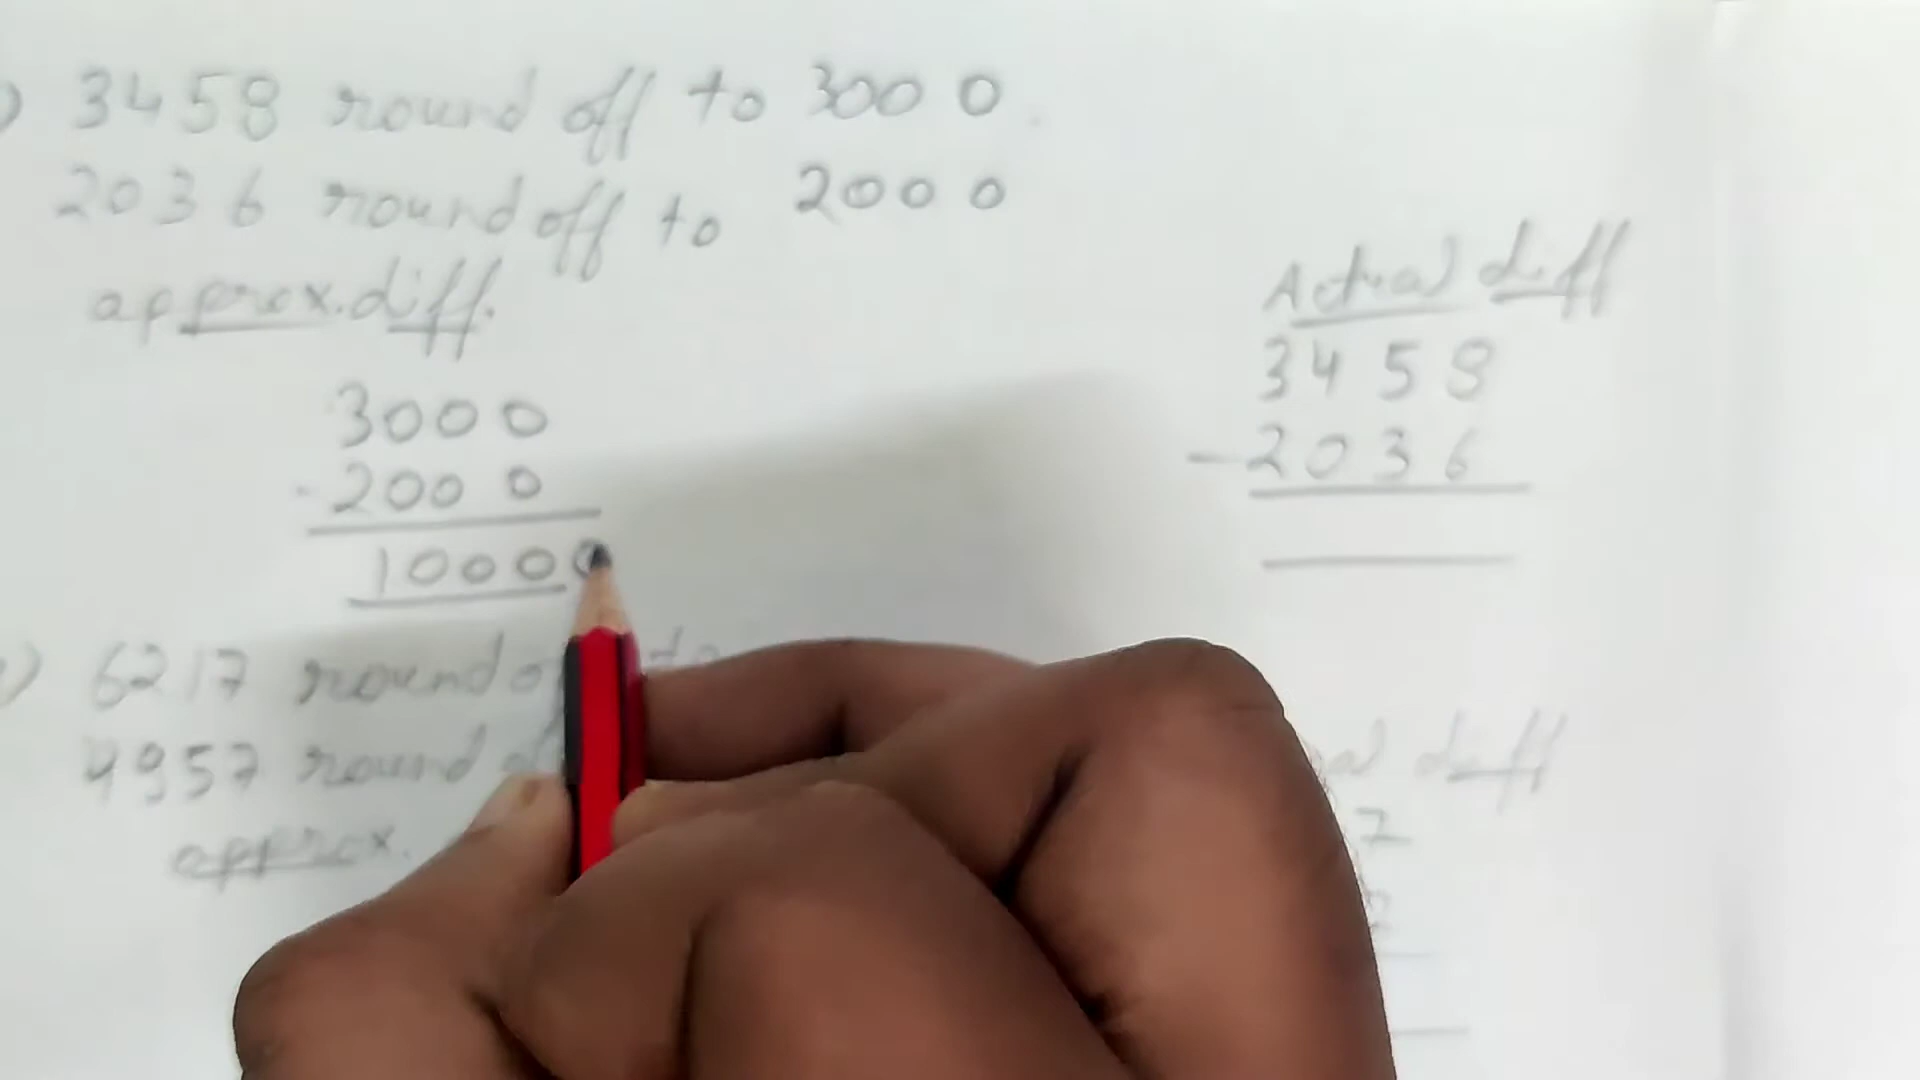 ) 3458 round off to 3000
2036 round off to 2000
approx. diff.
3000
- 2000
10000
Actual diff
3458
- 2036
) 6217 round
4957 round
approx.
diff
7